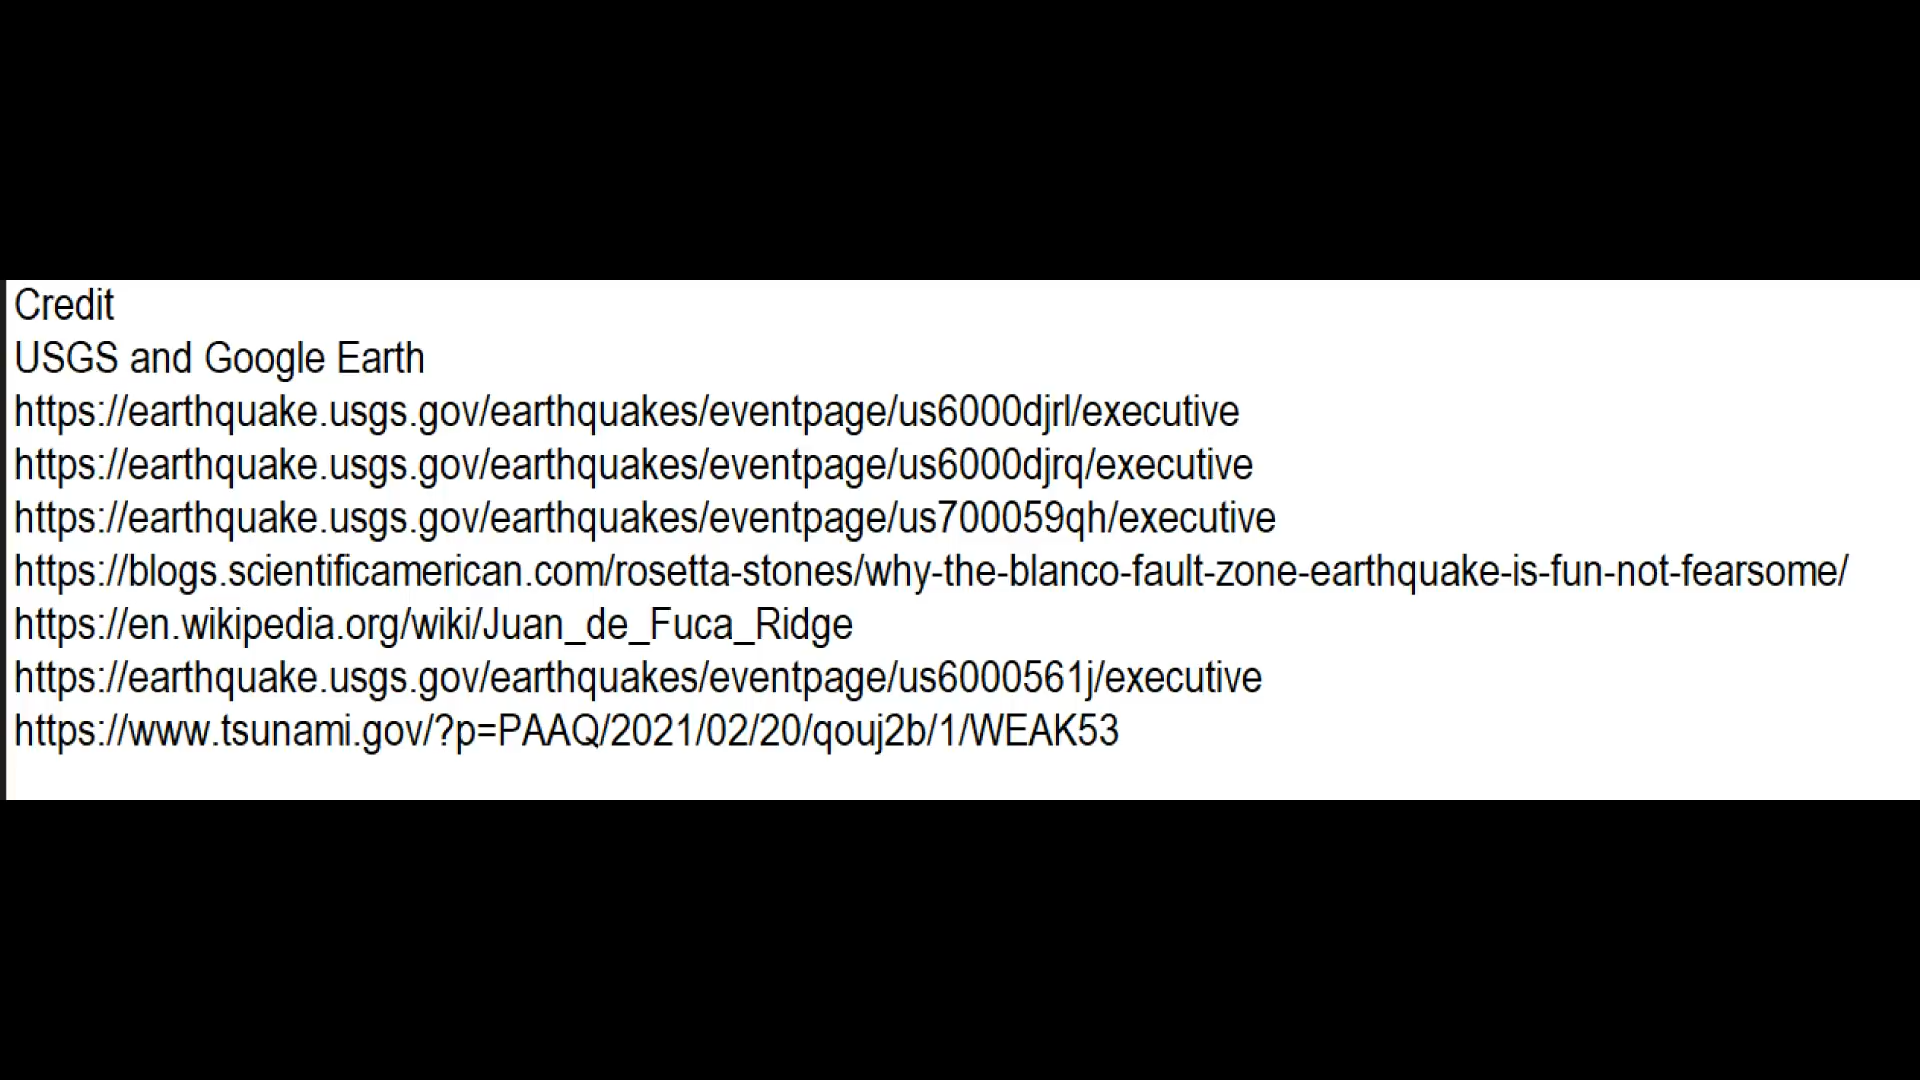 Credit
USGS and Google Earth
https://earthquake.usgs.gov/earthquakes/eventpage/us6000djrl/executive
https://earthquake.usgs.gov/earthquakes/eventpage/us6000djrq/executive
https://earthquake.usgs.gov/earthquakes/eventpage/us700059qh/executive
https://blogs.scientificamerican.com/rosetta-stones/why-the-blanco-fault-zone-earthquake-is-fun-not-fearsome/
https://en.wikipedia.org/wiki/Juan_de_Fuca_Ridge
https://earthquake.usgs.gov/earthquakes/eventpage/us6000561j/executive
https://www.tsunami.gov/?p=PAAQ/2021/02/20/qouj2b/1/WEAK53